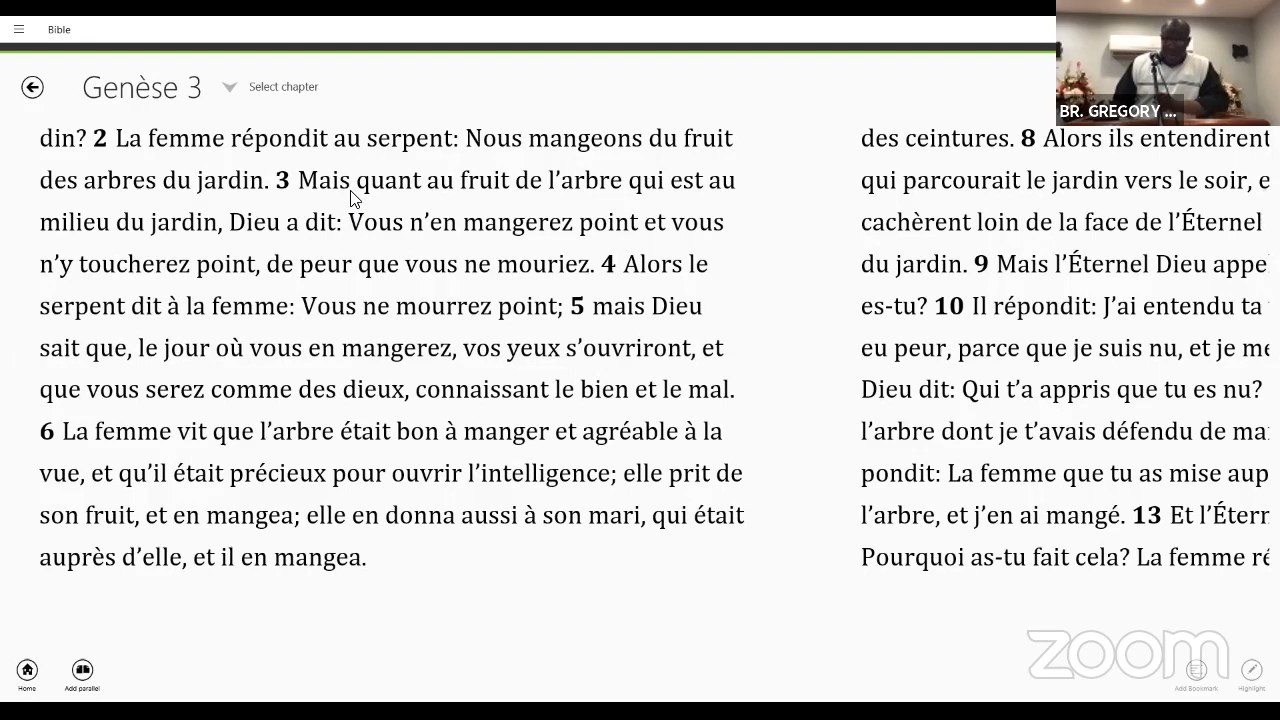 Bible
BR. GREGORY ...
Genèse 3
Select chapter
din? 2 La femme répondit au serpent: Nous mangeons du fruit
des arbres du jardin. 3 Mais quant au fruit de l’arbre qui est au
milieu du jardin, Dieu a dit: Vous n’en mangerez point et vous
n’y toucherez point, de peur que vous ne mouriez. 4 Alors le
serpent dit à la femme: Vous ne mourrez point; 5 mais Dieu
sait que, le jour où vous en mangerez, vos yeux s’ouvriront, et
que vous serez comme des dieux, connaissant le bien et le mal.
6 La femme vit que l’arbre était bon à manger et agréable à la
vue, et qu’il était précieux pour ouvrir l’intelligence; elle prit de
son fruit, et en mangea; elle en donna aussi à son mari, qui était
auprès d’elle, et il en mangea.
des ceintures. 8 Alors ils entendirent
qui parcourait le jardin vers le soir, e
cachèrent loin de la face de l’Éternel
du jardin. 9 Mais l’Éternel Dieu appe
es-tu? 10 Il répondit: J’ai entendu ta
eu peur, parce que je suis nu, et je me
Dieu dit: Qui t’a appris que tu es nu?
l’arbre dont je t’avais défendu de ma
pondit: La femme que tu as mise aup
l’arbre, et j’en ai mangé. 13 Et l’Étern
Pourquoi as-tu fait cela? La femme ré
zoom
Home
Add parallel
Add Bookmark
Highlight